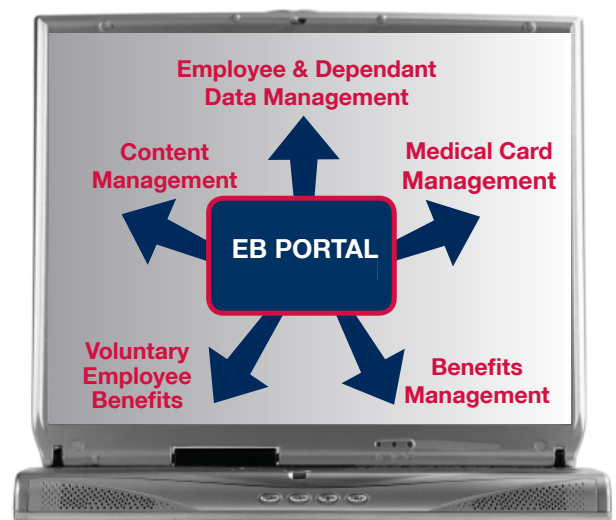 Employee & Dependant
Data Management
Content
Management
Medical Card
Management
EB PORTAL
Voluntary
Employee
Benefits
Benefits
Management